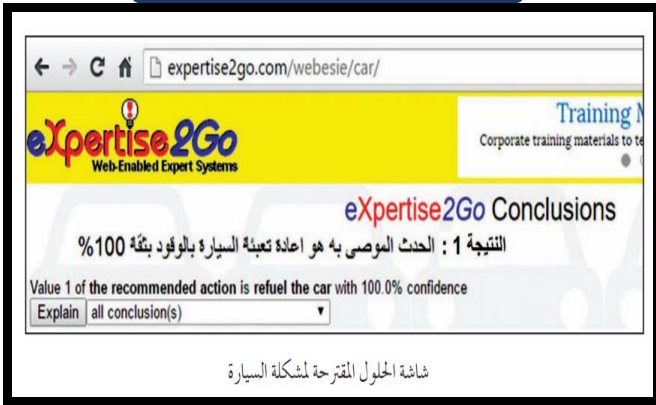 expertise2go.com/webesie/car/
eXpertise2Go
Web-Enabled Expert Systems
Training
Corporate training materials to te
eXpertise2Go Conclusions
النتيجة 1 : الحدث الموصى به هو اعادة تعبئة السيارة بالوقود بثقة 100%
Value 1 of the recommended action is refuel the car with 100.0% confidence
Explain all conclusion(s)
شاشة الحلول المقترحة لمشكلة السيارة